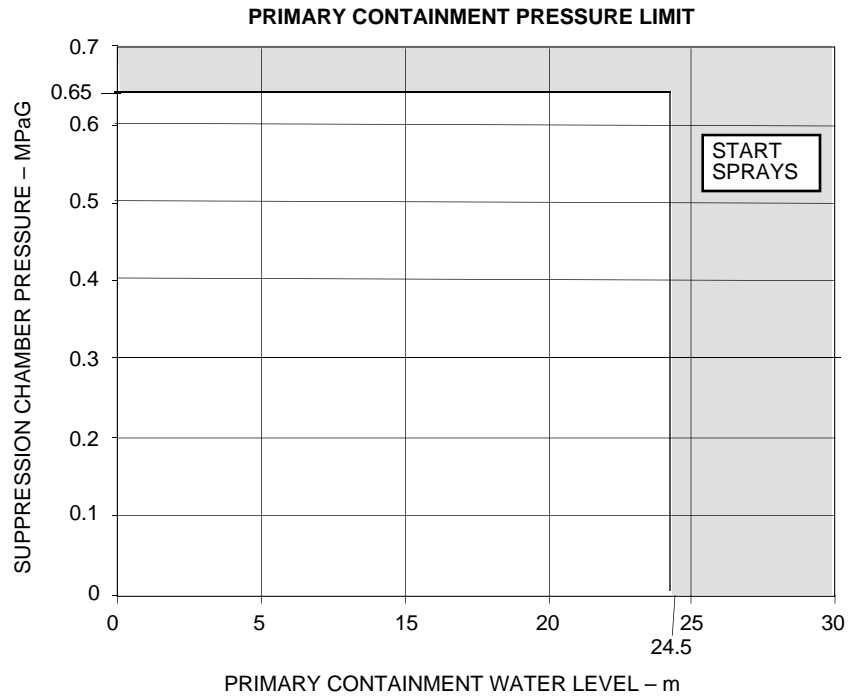 PRIMARY CONTAINMENT PRESSURE LIMIT
SUPPRESSION CHAMBER PRESSURE – MPaG
0.7
0.65
0.6
0.5
0.4
0.3
0.2
0.1
0
START
SPRAYS
0 5 15 20 25 30
24.5
PRIMARY CONTAINMENT WATER LEVEL – m